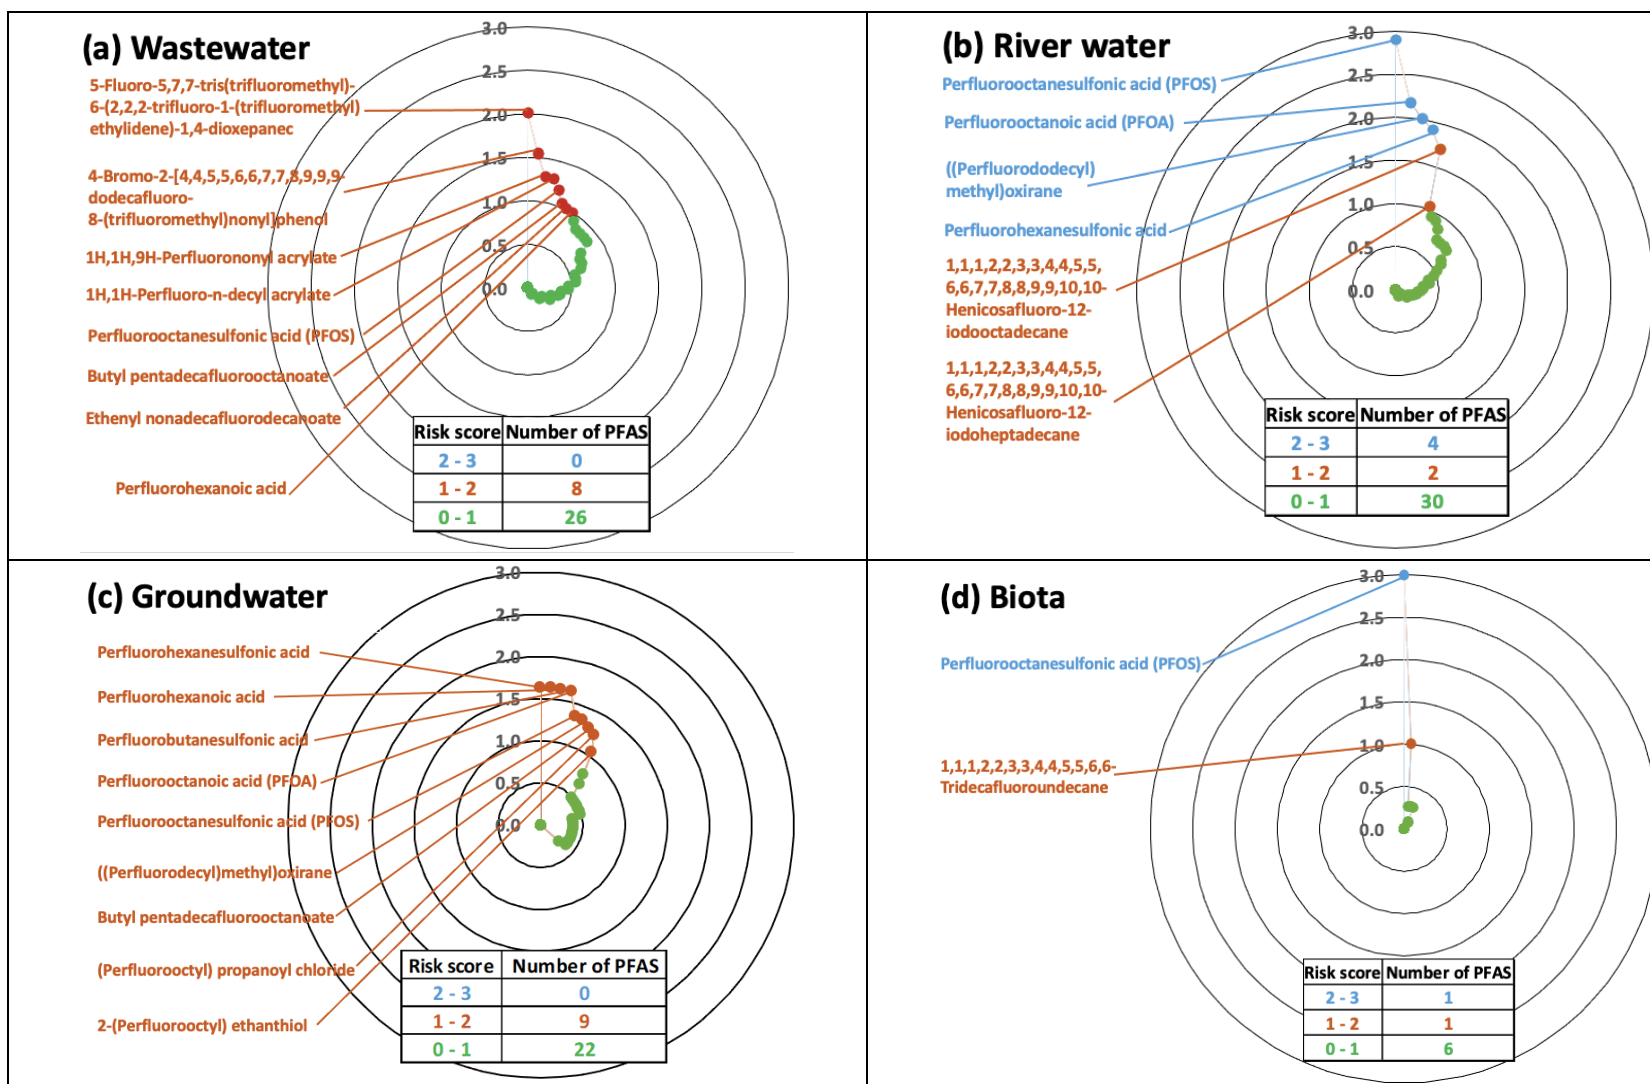 (a) Wastewater
3.0
2.5
2.0
1.5
1.0
0.5
0.0
5-Fluoro-5,7,7-tris(trifluoromethyl)-
6-(2,2,2-trifluoro-1-(trifluoromethyl)
ethylidene)-1,4-dioxepanec
4-Bromo-2-[4,4,5,5,6,6,7,7,8,9,9,9-
dodecafluoro-
8-(trifluoromethyl)nonyl]phenol
1H,1H,9H-Perfluorononyl acrylate
1H,1H-Perfluoro-n-decyl acrylate
Perfluorooctanesulfonic acid (PFOS)
Butyl pentadecafluorooctanoate
Ethenyl nonadecafluorodecanoate
Perfluorohexanoic acid
Risk score Number of PFAS
2 - 3 0
1 - 2 8
0 - 1 26
(b) River water
3.0
2.5
2.0
1.5
1.0
0.5
0.0
Perfluorooctanesulfonic acid (PFOS)
Perfluorooctanoic acid (PFOA)
((Perfluorododecyl)
methyl)oxirane
Perfluorohexanesulfonic acid
1,1,1,2,2,3,3,4,4,5,5,
6,6,7,7,8,8,9,9,10,10-
Henicosafluoro-12-
iodooctadecane
1,1,1,2,2,3,3,4,4,5,5,
6,6,7,7,8,8,9,9,10,10-
Henicosafluoro-12-
iodoheptadecane
Risk score Number of PFAS
2 - 3 4
1 - 2 2
0 - 1 30
(c) Groundwater
3.0
2.5
2.0
1.5
1.0
0.5
0.0
Perfluorohexanesulfonic acid
Perfluorohexanoic acid
Perfluorobutanesulfonic acid
Perfluorooctanoic acid (PFOA)
Perfluorooctanesulfonic acid (PFOS)
((Perfluorodecyl)methyl)oxirane
Butyl pentadecafluorooctanoate
(Perfluorooctyl) propanoyl chloride
2-(Perfluorooctyl) ethanthiol
Risk score Number of PFAS
2 - 3 0
1 - 2 9
0 - 1 22
(d) Biota
3.0
2.5
2.0
1.5
1.0
0.5
0.0
Perfluorooctanesulfonic acid (PFOS)
1,1,1,2,2,3,3,4,4,5,5,6,6-
Tridecafluoroundecane
Risk score Number of PFAS
2 - 3 1
1 - 2 1
0 - 1 6